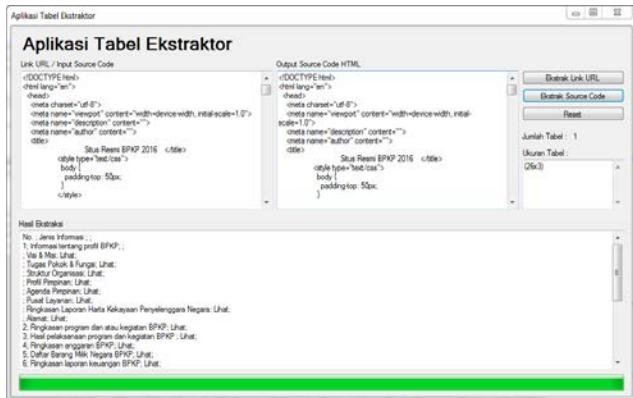 Aplikasi Tabel Ekstraktor
Aplikasi Tabel Ekstraktor
Link URL / Input Source Code
<!DOCTYPE html>
<html lang="en">
<head>
<meta charset="utf-8">
<meta name="viewport" content="width=device-width, initial-scale=1.0">
<meta name="description" content="">
<meta name="author" content="">
<title>
Situs Resmi BPKP 2016 </title>
<style type="text/css">
body {
padding-top: 50px;
}
</style>
Output Source Code HTML
<!DOCTYPE html>
<html lang="en">
<head>
<meta charset="utf-8">
<meta name="viewport" content="width=device-width, initial-
scale=1.0">
<meta name="description" content="">
<meta name="author" content="">
<title>
Situs Resmi BPKP 2016 </title>
<style type="text/css">
body {
padding-top: 50px;
}
Ekstrak Link URL
Ekstrak Source Code
Reset
Jumlah Tabel : 1
Ukuran Tabel :
(26x3)
Hasil Ekstraksi
No. ; Jenis Informasi ; ;
1; Informasi tentang profil BPKP; ;
; Visi & Misi; Lihat;
; Tugas Pokok & Fungsi; Lihat;
; Struktur Organisasi; Lihat;
; Profil Pimpinan; Lihat;
; Agenda Pimpinan; Lihat;
; Pusat Layanan; Lihat;
; Ringkasan Laporan Harta Kekayaan Penyelenggara Negara; Lihat;
; Alamat; Lihat;
2; Ringkasan program dan atau kegiatan BPKP; Lihat;
3; Hasil pelaksanaan program dan kegiatan BPKP ; Lihat;
4; Ringkasan anggaran BPKP; Lihat;
5; Daftar Barang Milik Negara BPKP; Lihat;
6; Ringkasan laporan keuangan BPKP; Lihat;